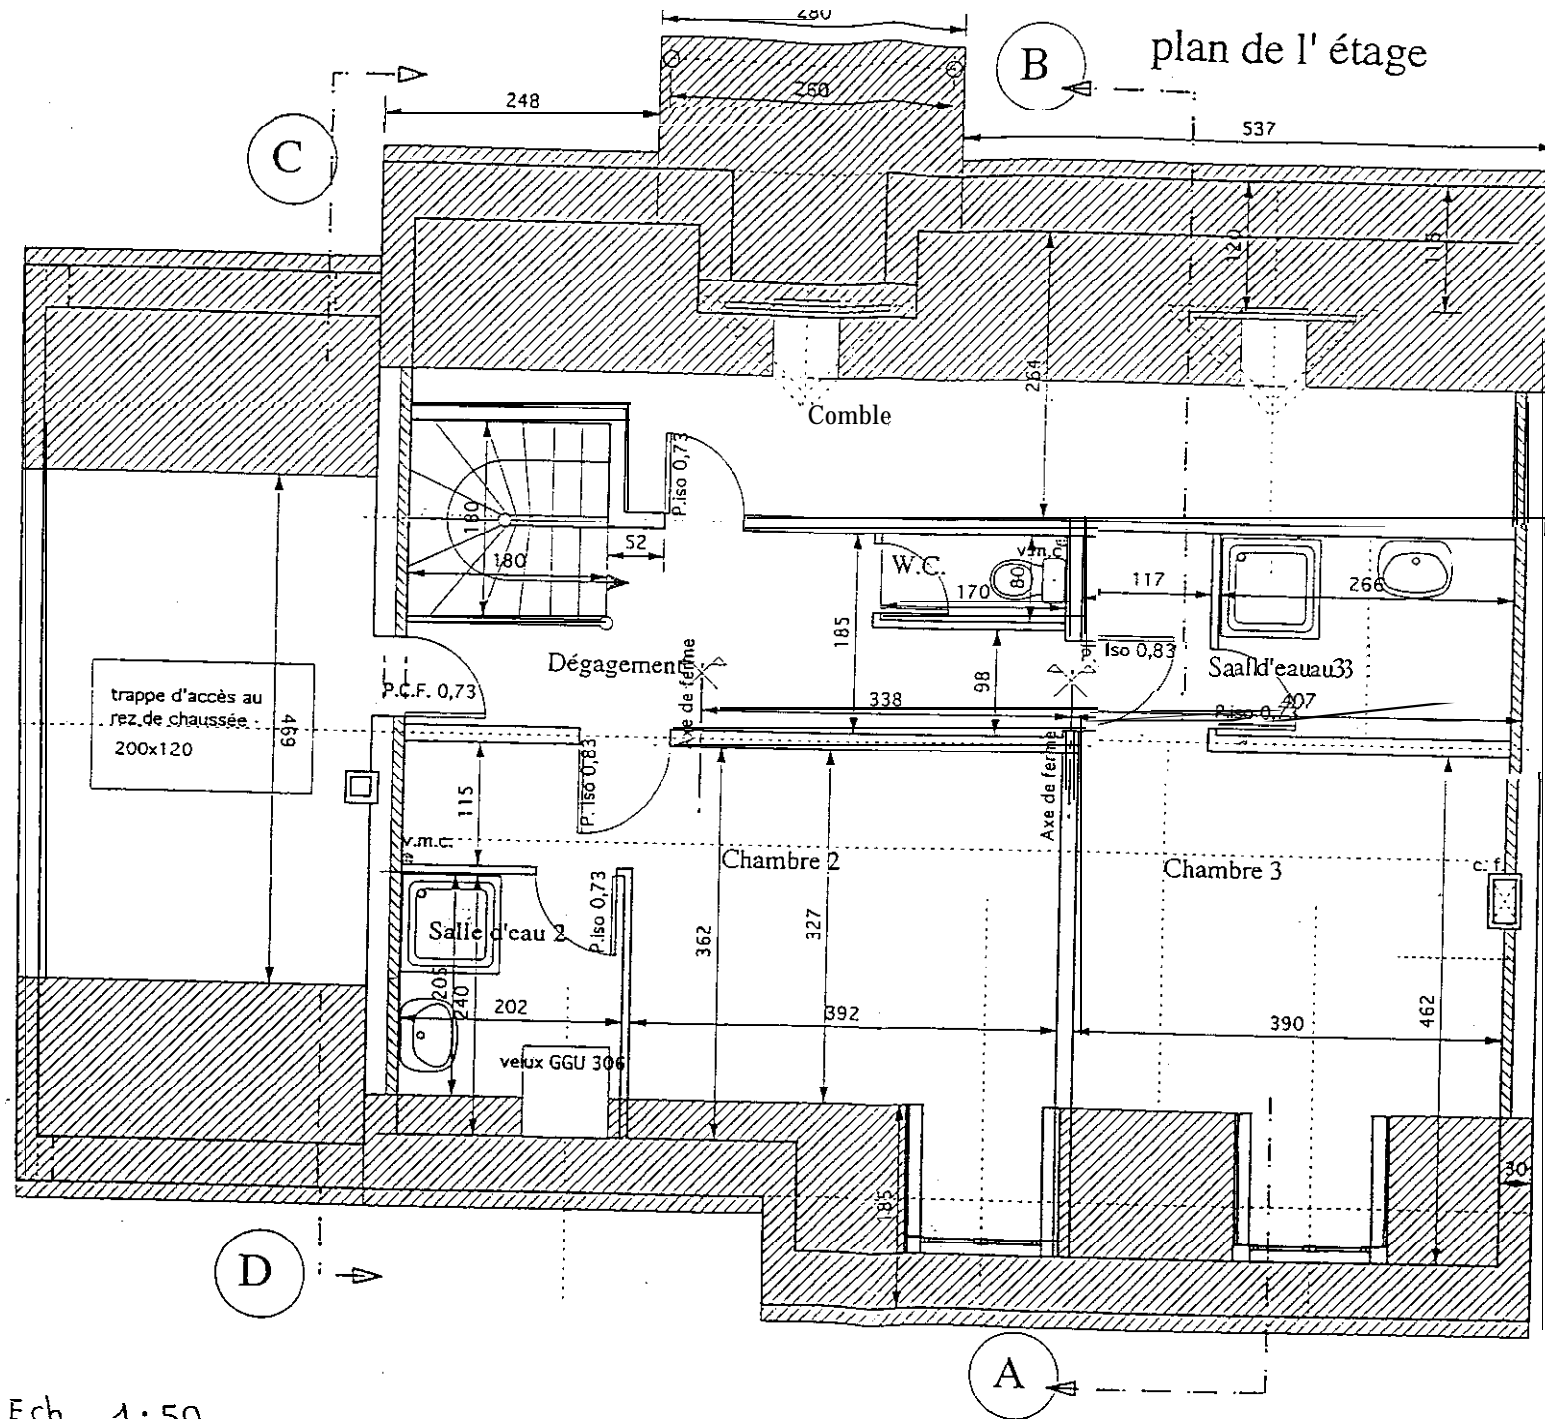 280
plan de l' étage
B
260
248
537
C
120
115
264
Comble
P.iso 0,73
180
52
180
v.m.c
W.C.
80
170
117
266
185
Iso 0,83
Dégagement
Axe de ferme
98
338
407
P.C.F. 0,73
trappe d'accès au
rez de chaussée
200x120
469
P. Iso 0,83
Axe de ferme
115
v.m.c.
Chambre 2
Chambre 3
c. f.
P.iso 0,73
Salle d'eau 2
362
327
205
240
202
392
390
462
velux GGU 306
185
30
D
A
Ech 1:50